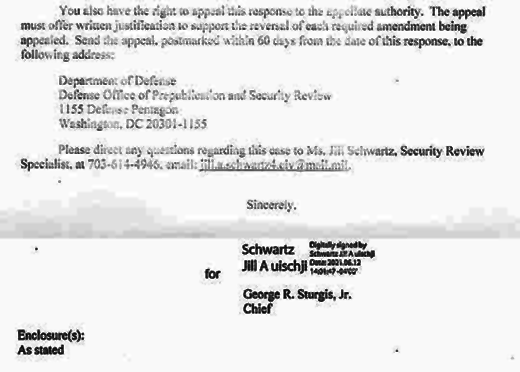 You also have the right to appeal this response to the appellate authority. The appeal
must offer written justification to support the reversal of each required amendment being
appealed. Send the appeal, postmarked within 60 days from the date of this response, to the
following address:
Department of Defense
Defense Office of Prepublication and Security Review
1155 Defense Pentagon
Washington, DC 20301-1155
Please direct any questions regarding this case to Ms. Jill Schwartz, Security Review
Specialist, at 703-614-4946, email: jill.a.schwartz4.civ@mail.mil.
Sincerely,
Schwartz
Jill A uischji
Digitally signed by
Schwartz Jill A uischji
Date: 2021.06.12
for
George R. Sturgis, Jr.
Chief
Enclosure(s):
As stated